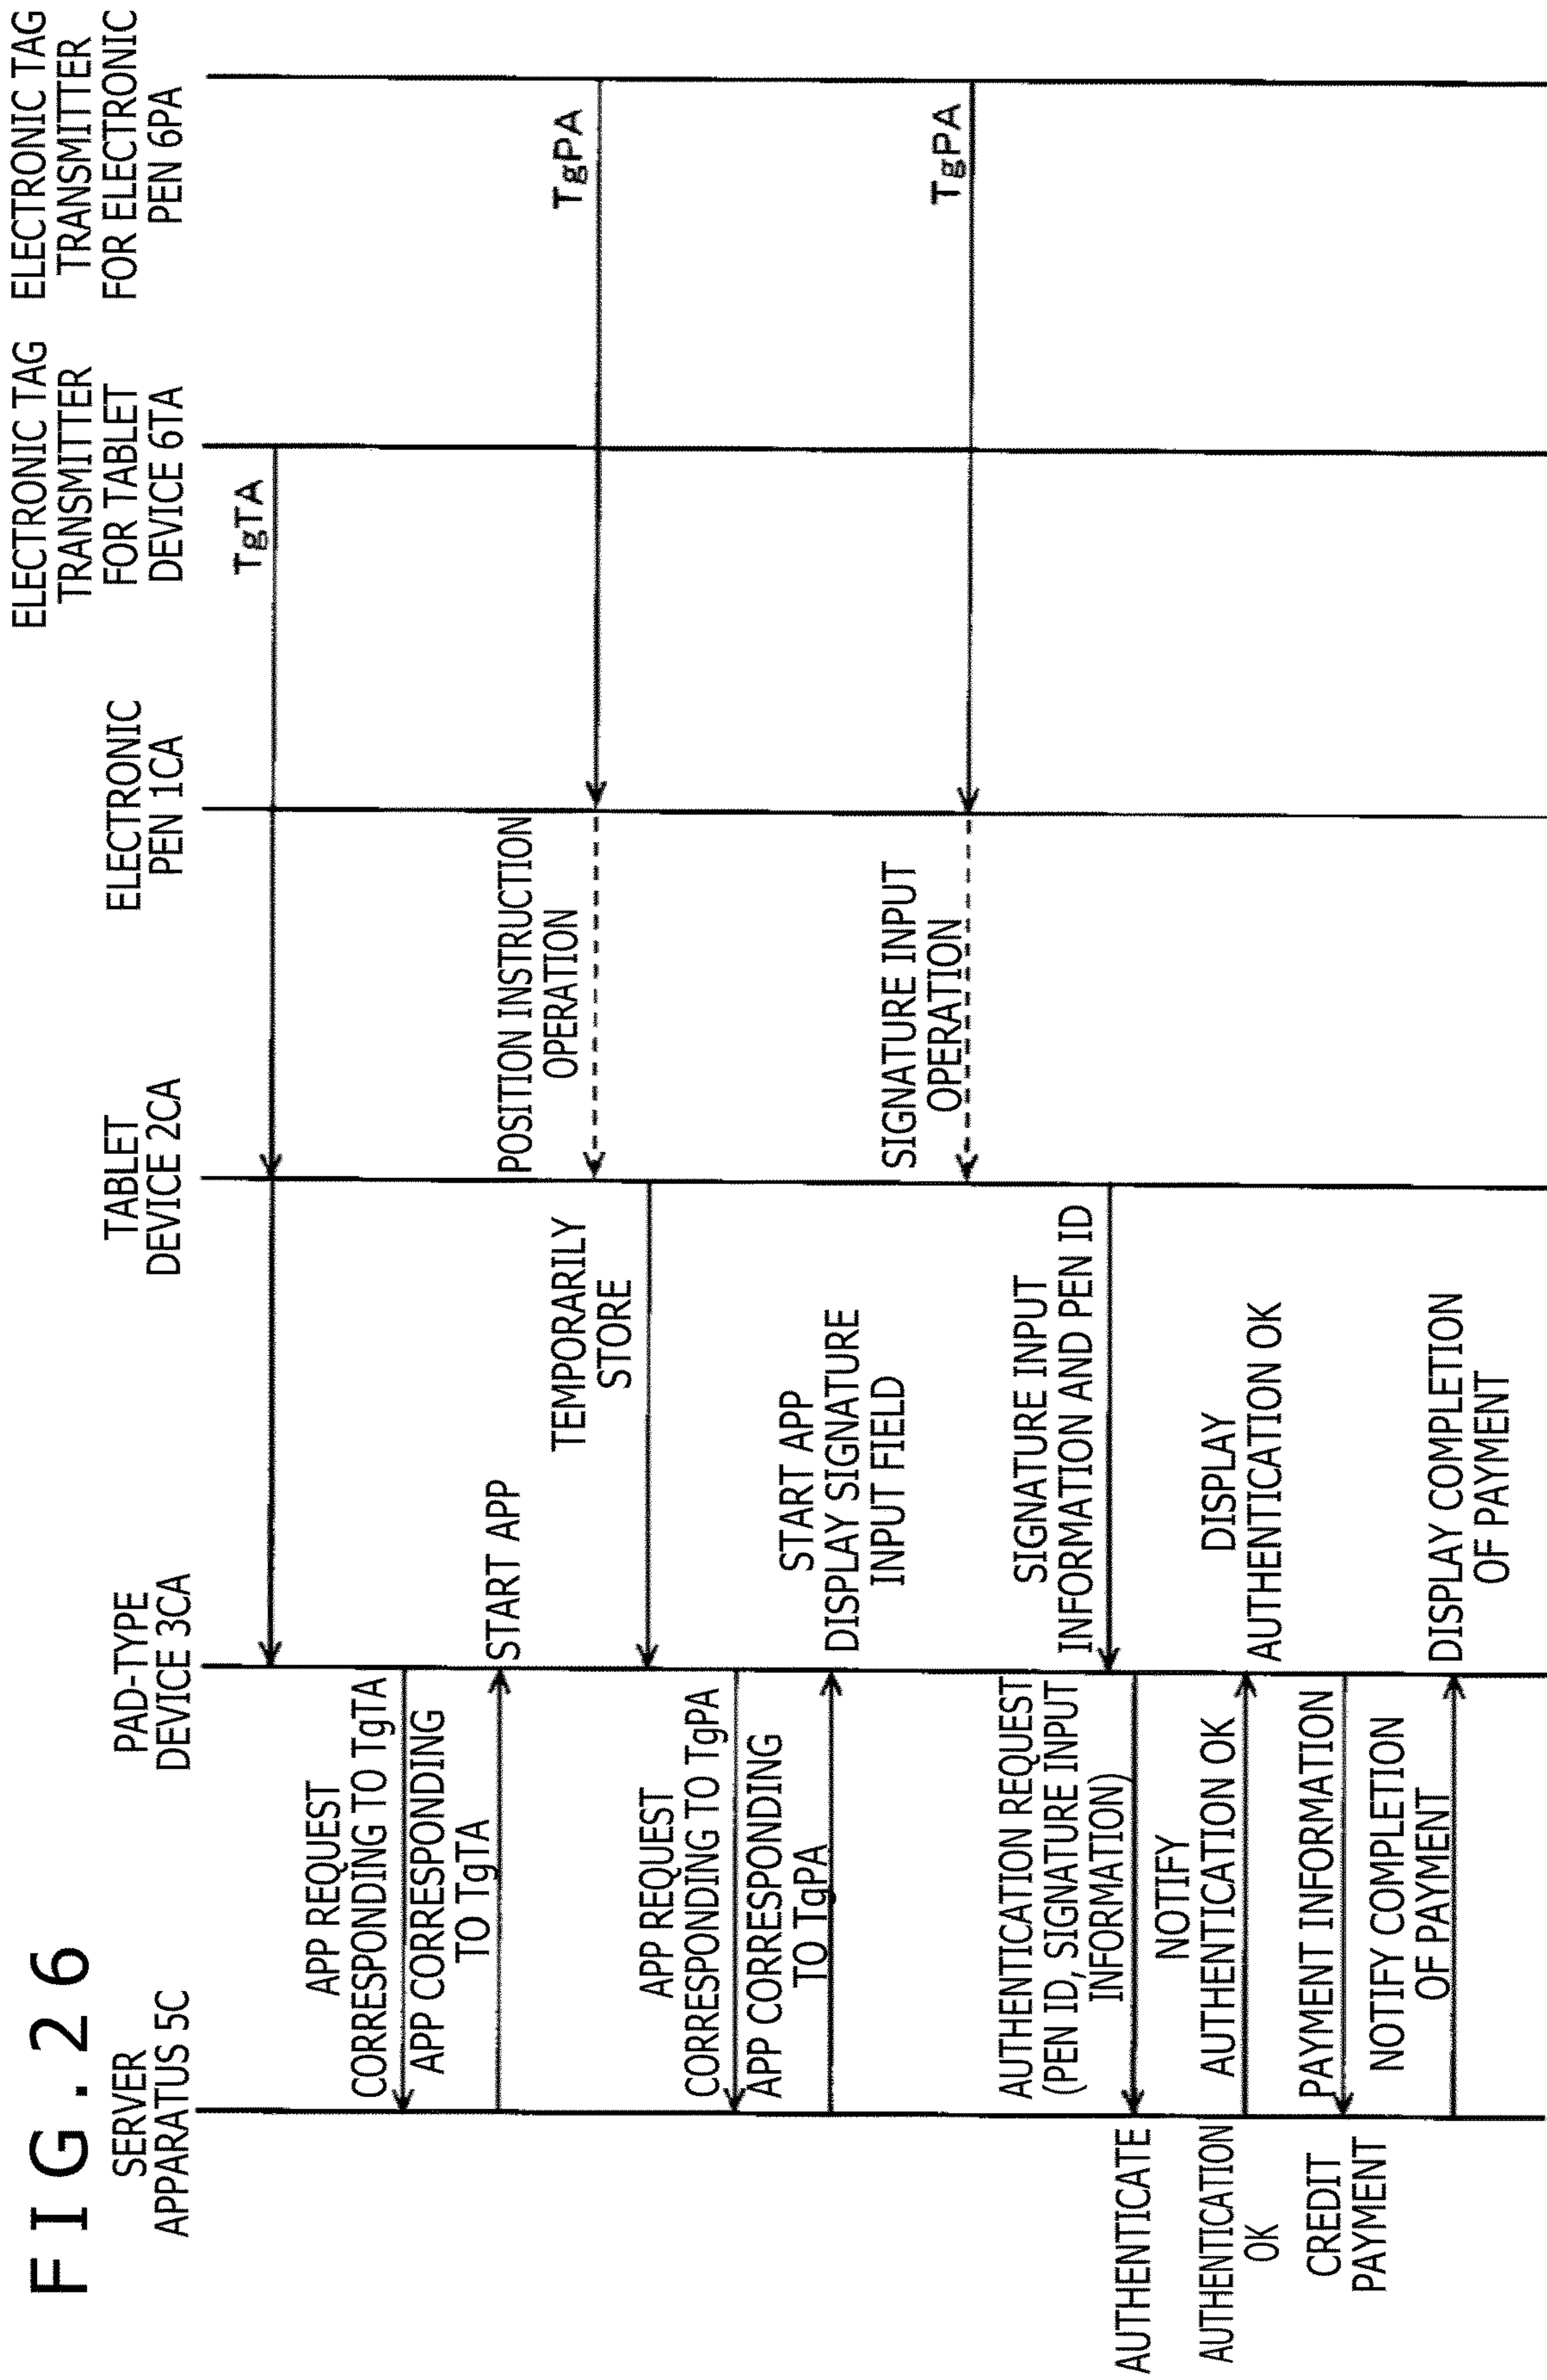 FIG.26
SERVER
APPARATUS 5C
PAD-TYPE
DEVICE 3CA
TABLET
DEVICE 2CA
ELECTRONIC
PEN 1CA
ELECTRONIC TAG
TRANSMITTER
FOR TABLET
DEVICE 6TA
ELECTRONIC TAG
TRANSMITTER
FOR ELECTRONIC
PEN 6PA
TgTA
APP REQUEST
CORRESPONDING TO TgTA
APP CORRESPONDING
TO TgTA
START APP
POSITION INSTRUCTION
OPERATION
TgPA
TEMPORARILY
STORE
APP REQUEST
CORRESPONDING TO TgPA
APP CORRESPONDING
TO TgPA
START APP
DISPLAY SIGNATURE
INPUT FIELD
SIGNATURE INPUT
OPERATION
TgPA
SIGNATURE INPUT
INFORMATION AND PEN ID
AUTHENTICATION REQUEST
(PEN ID, SIGNATURE INPUT
INFORMATION)
AUTHENTICATE
NOTIFY
AUTHENTICATION OK
AUTHENTICATION
OK
DISPLAY
AUTHENTICATION OK
PAYMENT INFORMATION
CREDIT
PAYMENT
NOTIFY COMPLETION
OF PAYMENT
DISPLAY COMPLETION
OF PAYMENT